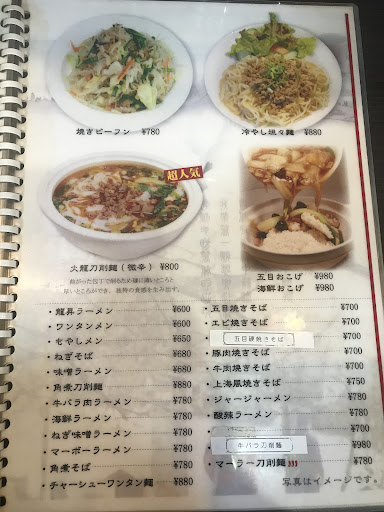 焼きビーフン ¥780
冷やし坦々麺 ¥880
超人気
火龍刀削麺(微辛) ¥800
五目おこげ ¥980
海鮮おこげ ¥980
・龍昇ラーメン ¥600
・ワンタンメン ¥600
・もやしメン ¥650
・ねぎそば ¥680
・味噌ラーメン ¥680
・角煮刀削麺 ¥880
・牛バラ肉ラーメン ¥880
・海鮮ラーメン ¥780
・ねぎ味噌ラーメン ¥780
・マーボーラーメン ¥780
・角煮そば ¥780
・チャーシューワンタン麺 ¥880
・五目焼きそば ¥700
・エビ焼きそば ¥700
五目硬焼きそば
・豚肉焼きそば ¥700
・牛肉焼きそば ¥700
・上海風焼きそば ¥750
・ジャージャーメン ¥780
・酸辣ラーメン ¥780
牛バラ刀削麺 ¥980
・マーラー刀削麺 ¥780
写真はイメージです。